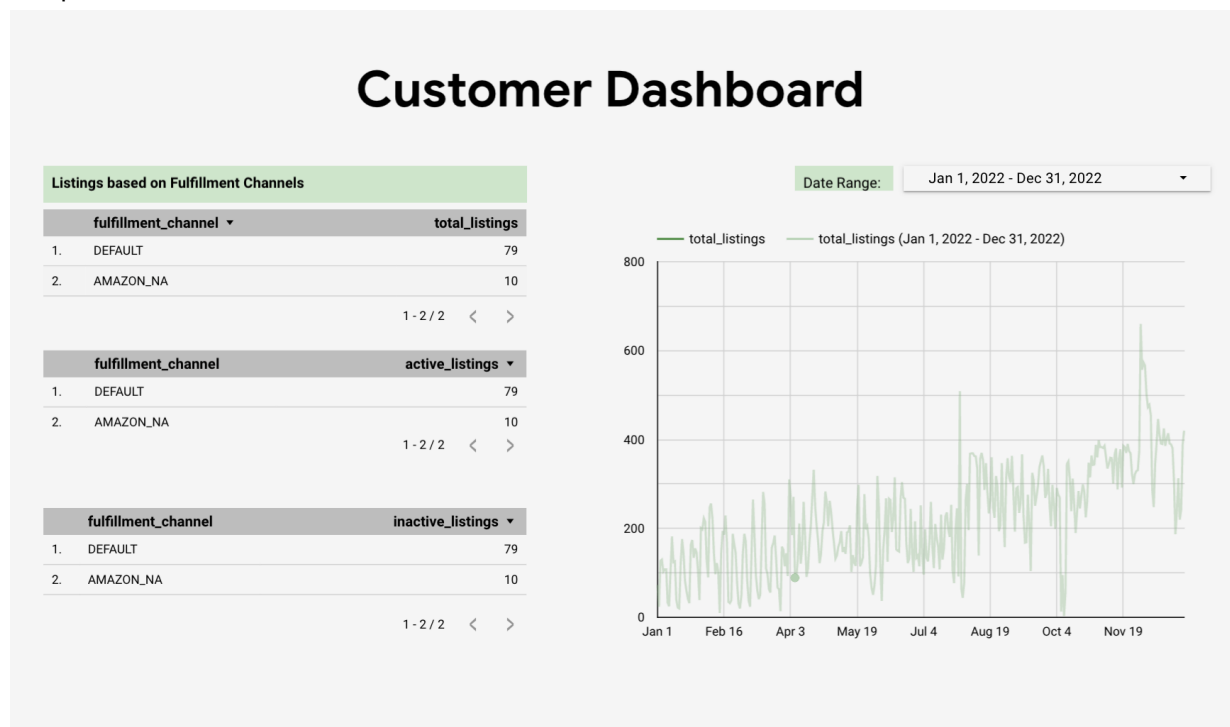 Customer Dashboard
Listings based on Fulfillment Channels
fulfillment_channel total_listings
1. DEFAULT 79
2. AMAZON_NA 10
1 - 2 / 2
fulfillment_channel active_listings
1. DEFAULT 79
2. AMAZON_NA 10
1 - 2 / 2
fulfillment_channel inactive_listings
1. DEFAULT 79
2. AMAZON_NA 10
1 - 2 / 2
Date Range: Jan 1, 2022 - Dec 31, 2022
total_listings total_listings (Jan 1, 2022 - Dec 31, 2022)
800
600
400
200
0
Jan 1 Feb 16 Apr 3 May 19 Jul 4 Aug 19 Oct 4 Nov 19